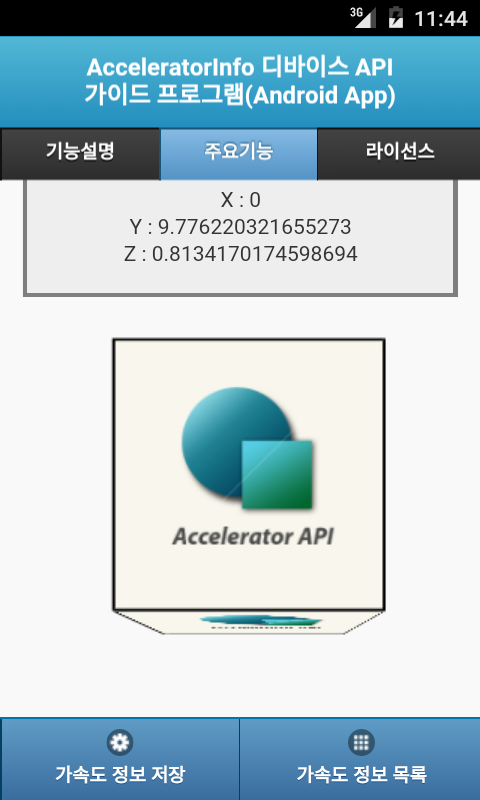 3G
11:44
AcceleratorInfo 디바이스 API
가이드 프로그램(Android App)
기능설명
주요기능
라이선스
X : 0
Y : 9.776220321655273
Z : 0.8134170174598694
Accelerator API
가속도 정보 저장
가속도 정보 목록